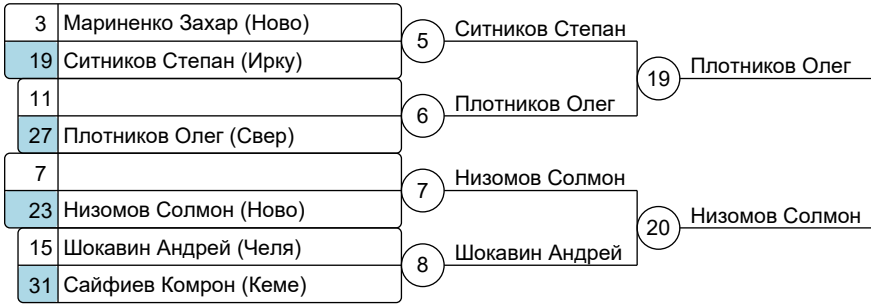 3 Мариненко Захар (Ново)
19 Ситников Степан (Ирку)
5 Ситников Степан
11
27 Плотников Олег (Свер)
6 Плотников Олег
19 Плотников Олег
7
23 Низомов Солмон (Ново)
7 Низомов Солмон
15 Шокавин Андрей (Челя)
31 Сайфиев Комрон (Кеме)
8 Шокавин Андрей
20 Низомов Солмон